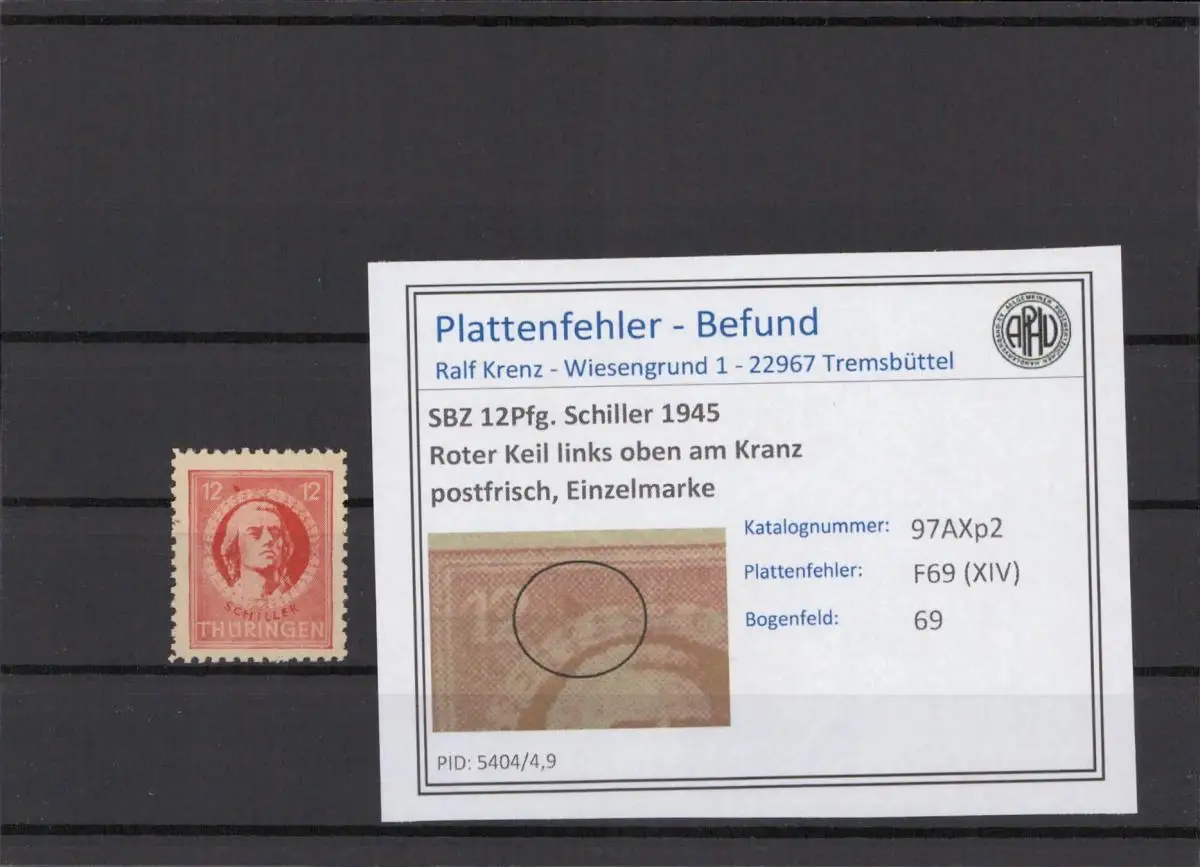 12 12
SCHILLER
THÜRINGEN
Plattenfehler - Befund
Ralf Krenz - Wiesengrund 1 - 22967 Tremsbüttel
APHV
SBZ 12Pfg. Schiller 1945
Roter Keil links oben am Kranz
postfrisch, Einzelmarke
12
Katalognummer: 97AXp2
Plattenfehler: F69 (XIV)
Bogenfeld: 69
PID: 5404/4,9